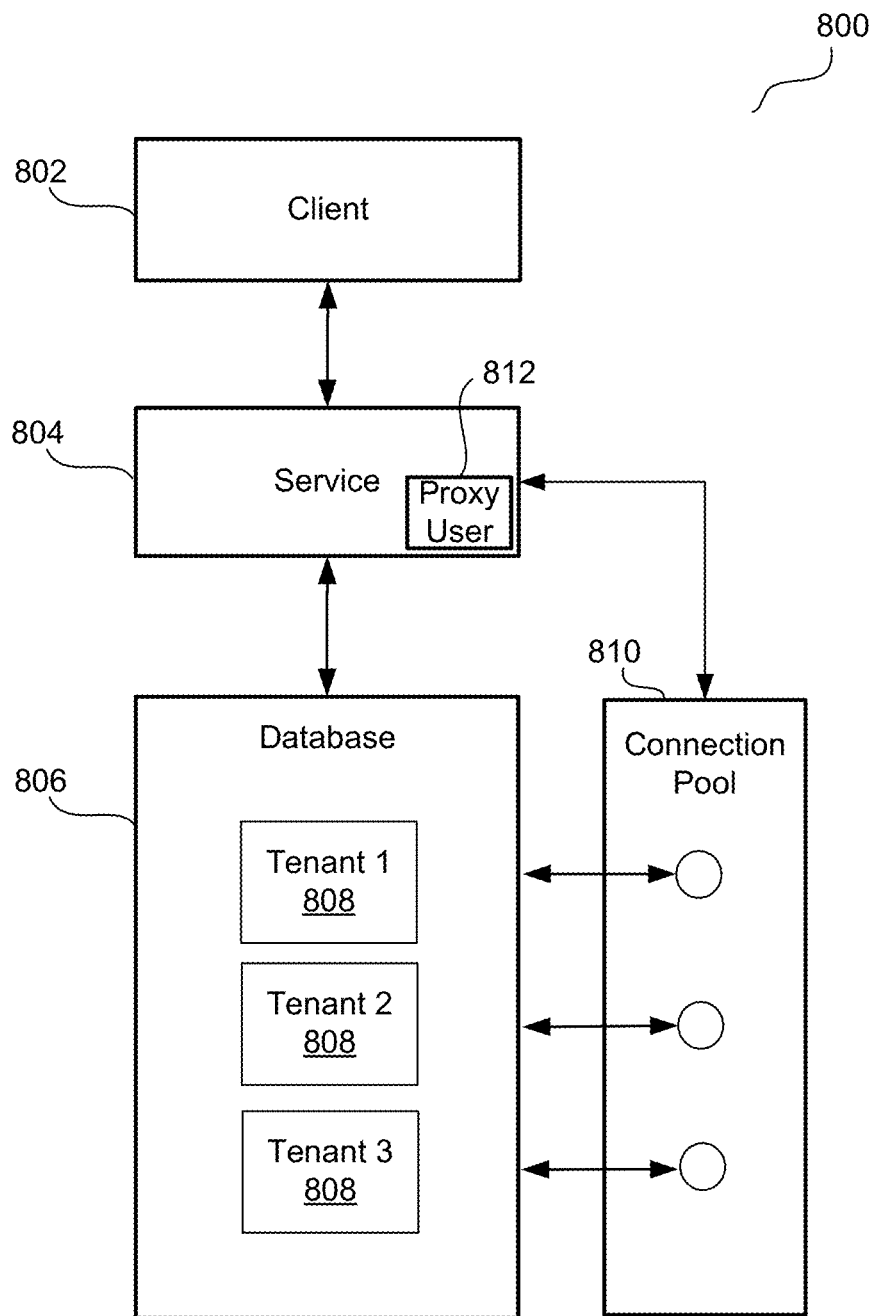 800
802
Client
812
804
Service
Proxy
User
810
Database
Connection
Pool
806
Tenant 1
808
Tenant 2
808
Tenant 3
808